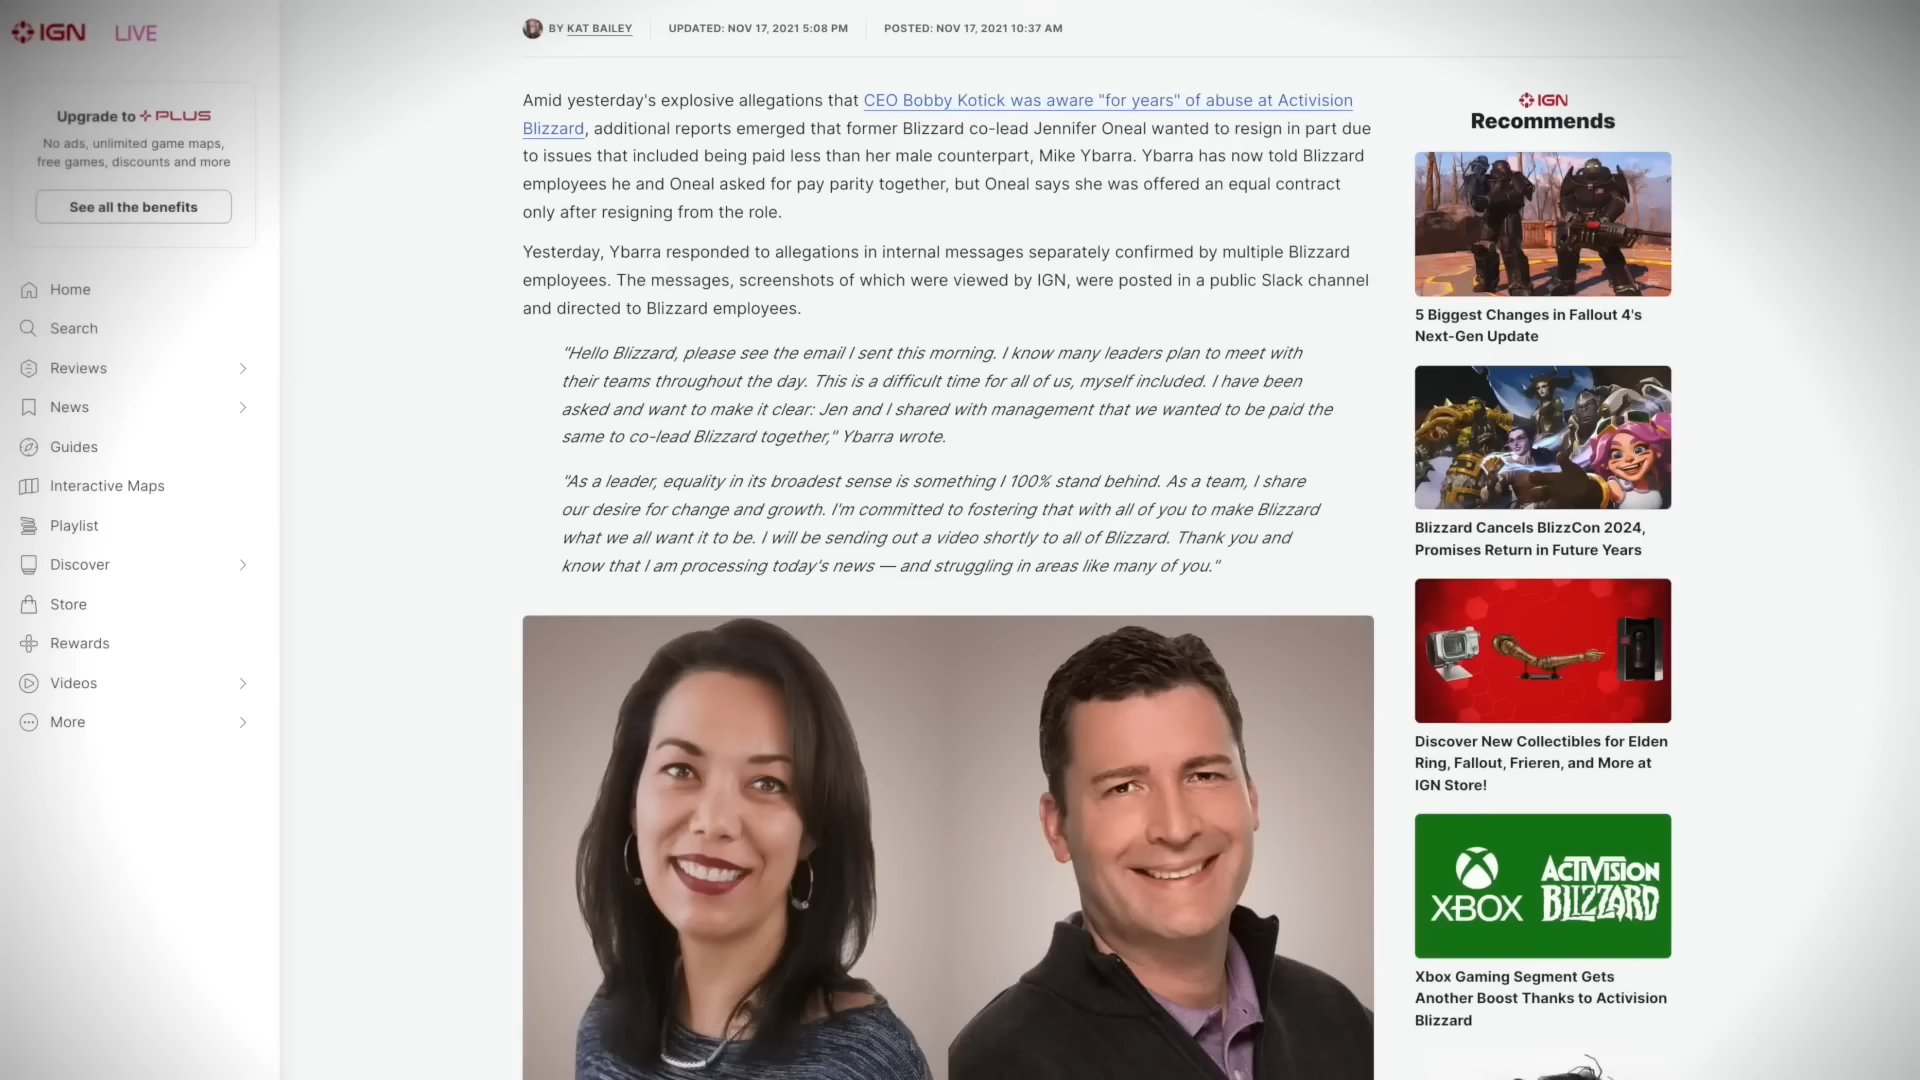 IGN LIVE
Upgrade to PLUS
No ads, unlimited game maps,
free games, discounts and more
See all the benefits
Home
Search
Reviews
News
Guides
Interactive Maps
Playlist
Discover
Store
Rewards
Videos
More
BY KAT BAILEY UPDATED: NOV 17, 2021 5:08 PM POSTED: NOV 17, 2021 10:37 AM
Amid yesterday's explosive allegations that CEO Bobby Kotick was aware "for years" of abuse at Activision
Blizzard, additional reports emerged that former Blizzard co-lead Jennifer Oneal wanted to resign in part due
to issues that included being paid less than her male counterpart, Mike Ybarra. Ybarra has now told Blizzard
employees he and Oneal asked for pay parity together, but Oneal says she was offered an equal contract
only after resigning from the role.
Yesterday, Ybarra responded to allegations in internal messages separately confirmed by multiple Blizzard
employees. The messages, screenshots of which were viewed by IGN, were posted in a public Slack channel
and directed to Blizzard employees.
"Hello Blizzard, please see the email I sent this morning. I know many leaders plan to meet with
their teams throughout the day. This is a difficult time for all of us, myself included. I have been
asked and want to make it clear: Jen and I shared with management that we wanted to be paid the
same to co-lead Blizzard together," Ybarra wrote.
"As a leader, equality in its broadest sense is something I 100% stand behind. As a team, I share
our desire for change and growth. I'm committed to fostering that with all of you to make Blizzard
what we all want it to be. I will be sending out a video shortly to all of Blizzard. Thank you and
know that I am processing today's news — and struggling in areas like many of you."
IGN
Recommends
5 Biggest Changes in Fallout 4's
Next-Gen Update
Blizzard Cancels BlizzCon 2024,
Promises Return in Future Years
Discover New Collectibles for Elden
Ring, Fallout, Frieren, and More at
IGN Store!
XBOX
ACTIVISION
BLIZZARD
Xbox Gaming Segment Gets
Another Boost Thanks to Activision
Blizzard